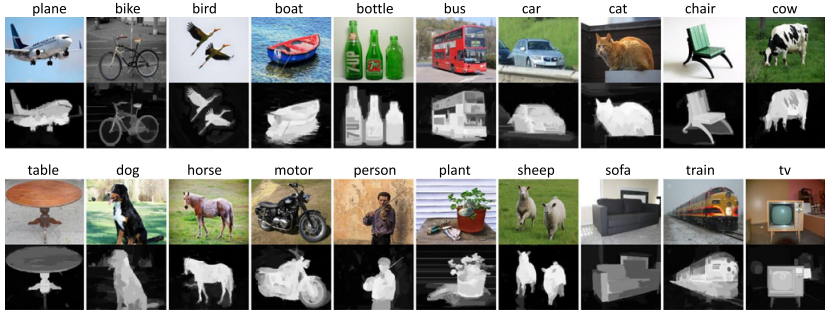 plane bike bird boat bottle bus car cat chair cow
7UP
table dog horse motor person plant sheep sofa train tv